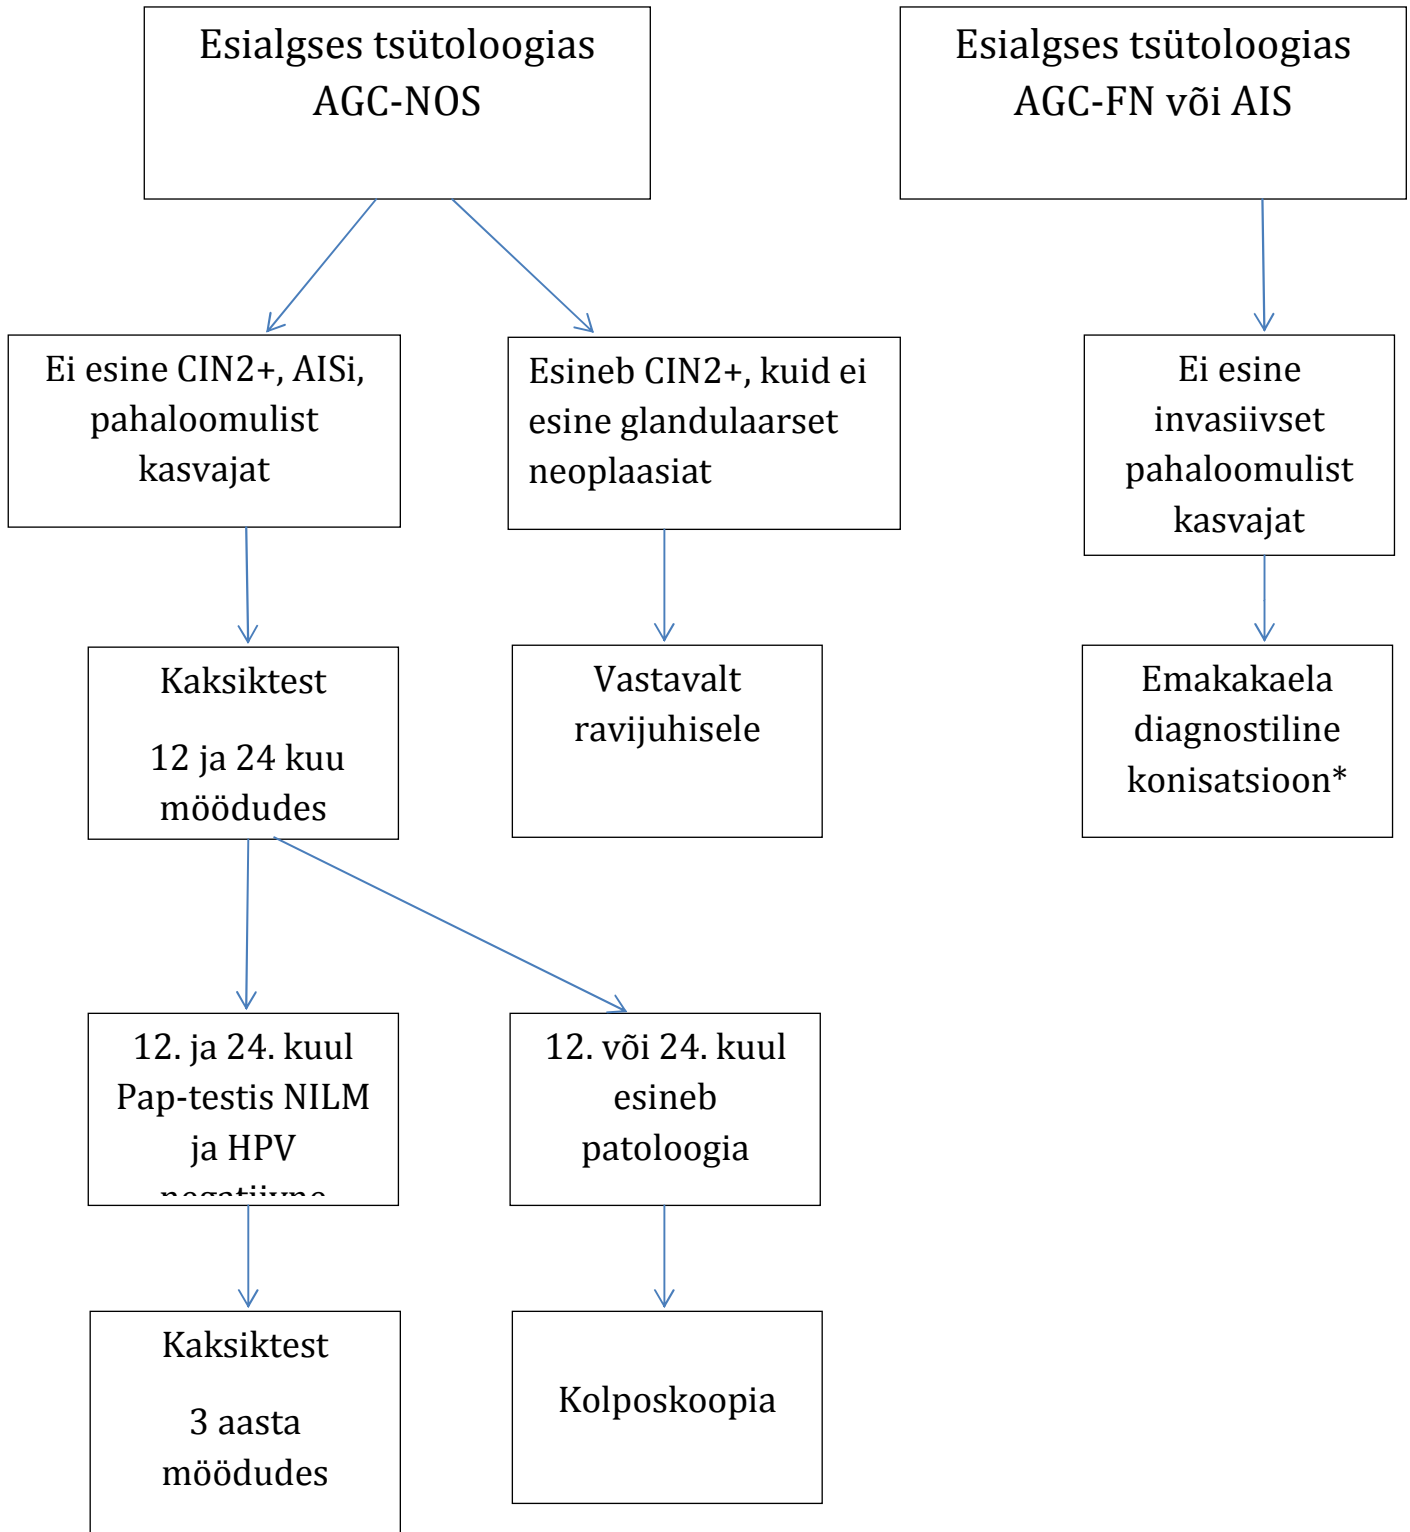 Esialgses tsütoloogias
AGC-NOS
Esialgses tsütoloogias
AGC-FN või AIS
Ei esine CIN2+, AISi,
pahaloomulist
kasvajat
Esineb CIN2+, kuid ei
esine glandulaarset
neoplaasiat
Ei esine
invasiivset
pahaloomulist
kasvajat
Kaksiktest
12 ja 24 kuu
möödudes
Vastavalt
ravijuhisele
Emakakaela
diagnostiline
konisatsioon*
12. ja 24. kuul
Pap-testis NILM
ja HPV
negatiivne
12. või 24. kuul
esineb
patoloogia
Kaksiktest
3 aasta
möödudes
Kolposkoopia